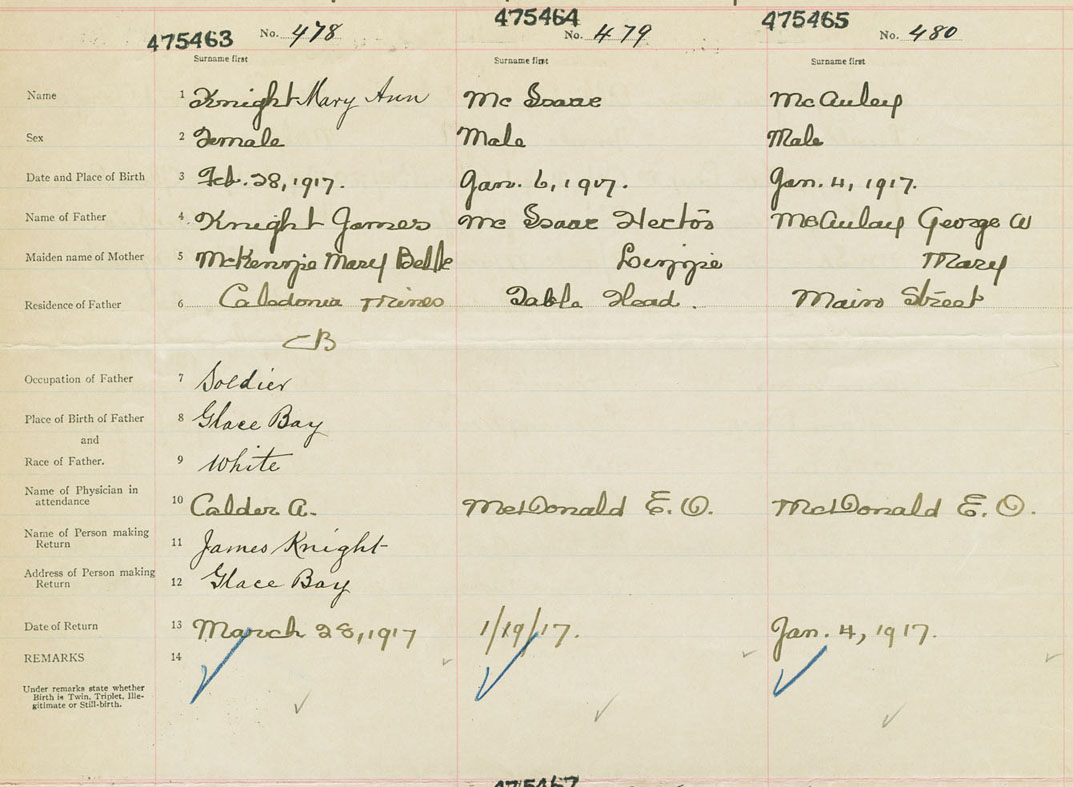 475463 No. 478 475464 No. 479 475465 No. 480
Surname first Surname first Surname first
Name 1 Knight Mary Ann Mc Isaac McAuley
Sex 2 Female Male Male
Date and Place of Birth 3 Feb. 28, 1917. Jan. 6, 1917. Jan. 4, 1917.
Name of Father 4 Knight James Mc Isaac Hector McAulay George W
Maiden name of Mother 5 McKenzie Mary Belle Lizzie Mary
Residence of Father 6 Caledonia Mines Table Head. Main Street
CB
Occupation of Father 7 Soldier
Place of Birth of Father 8 Glace Bay
and
Race of Father. 9 White
Name of Physician in
attendance 10 Calder A. McDonald E. O. McDonald E. O.
Name of Person making
Return 11 James Knight
Address of Person making
Return 12 Glace Bay
Date of Return 13 March 28, 1917 1/19/17. Jan. 4, 1917.
REMARKS 14
Under remarks state whether
Birth is Twin, Triplet, Ille-
gitimate or Still-birth.